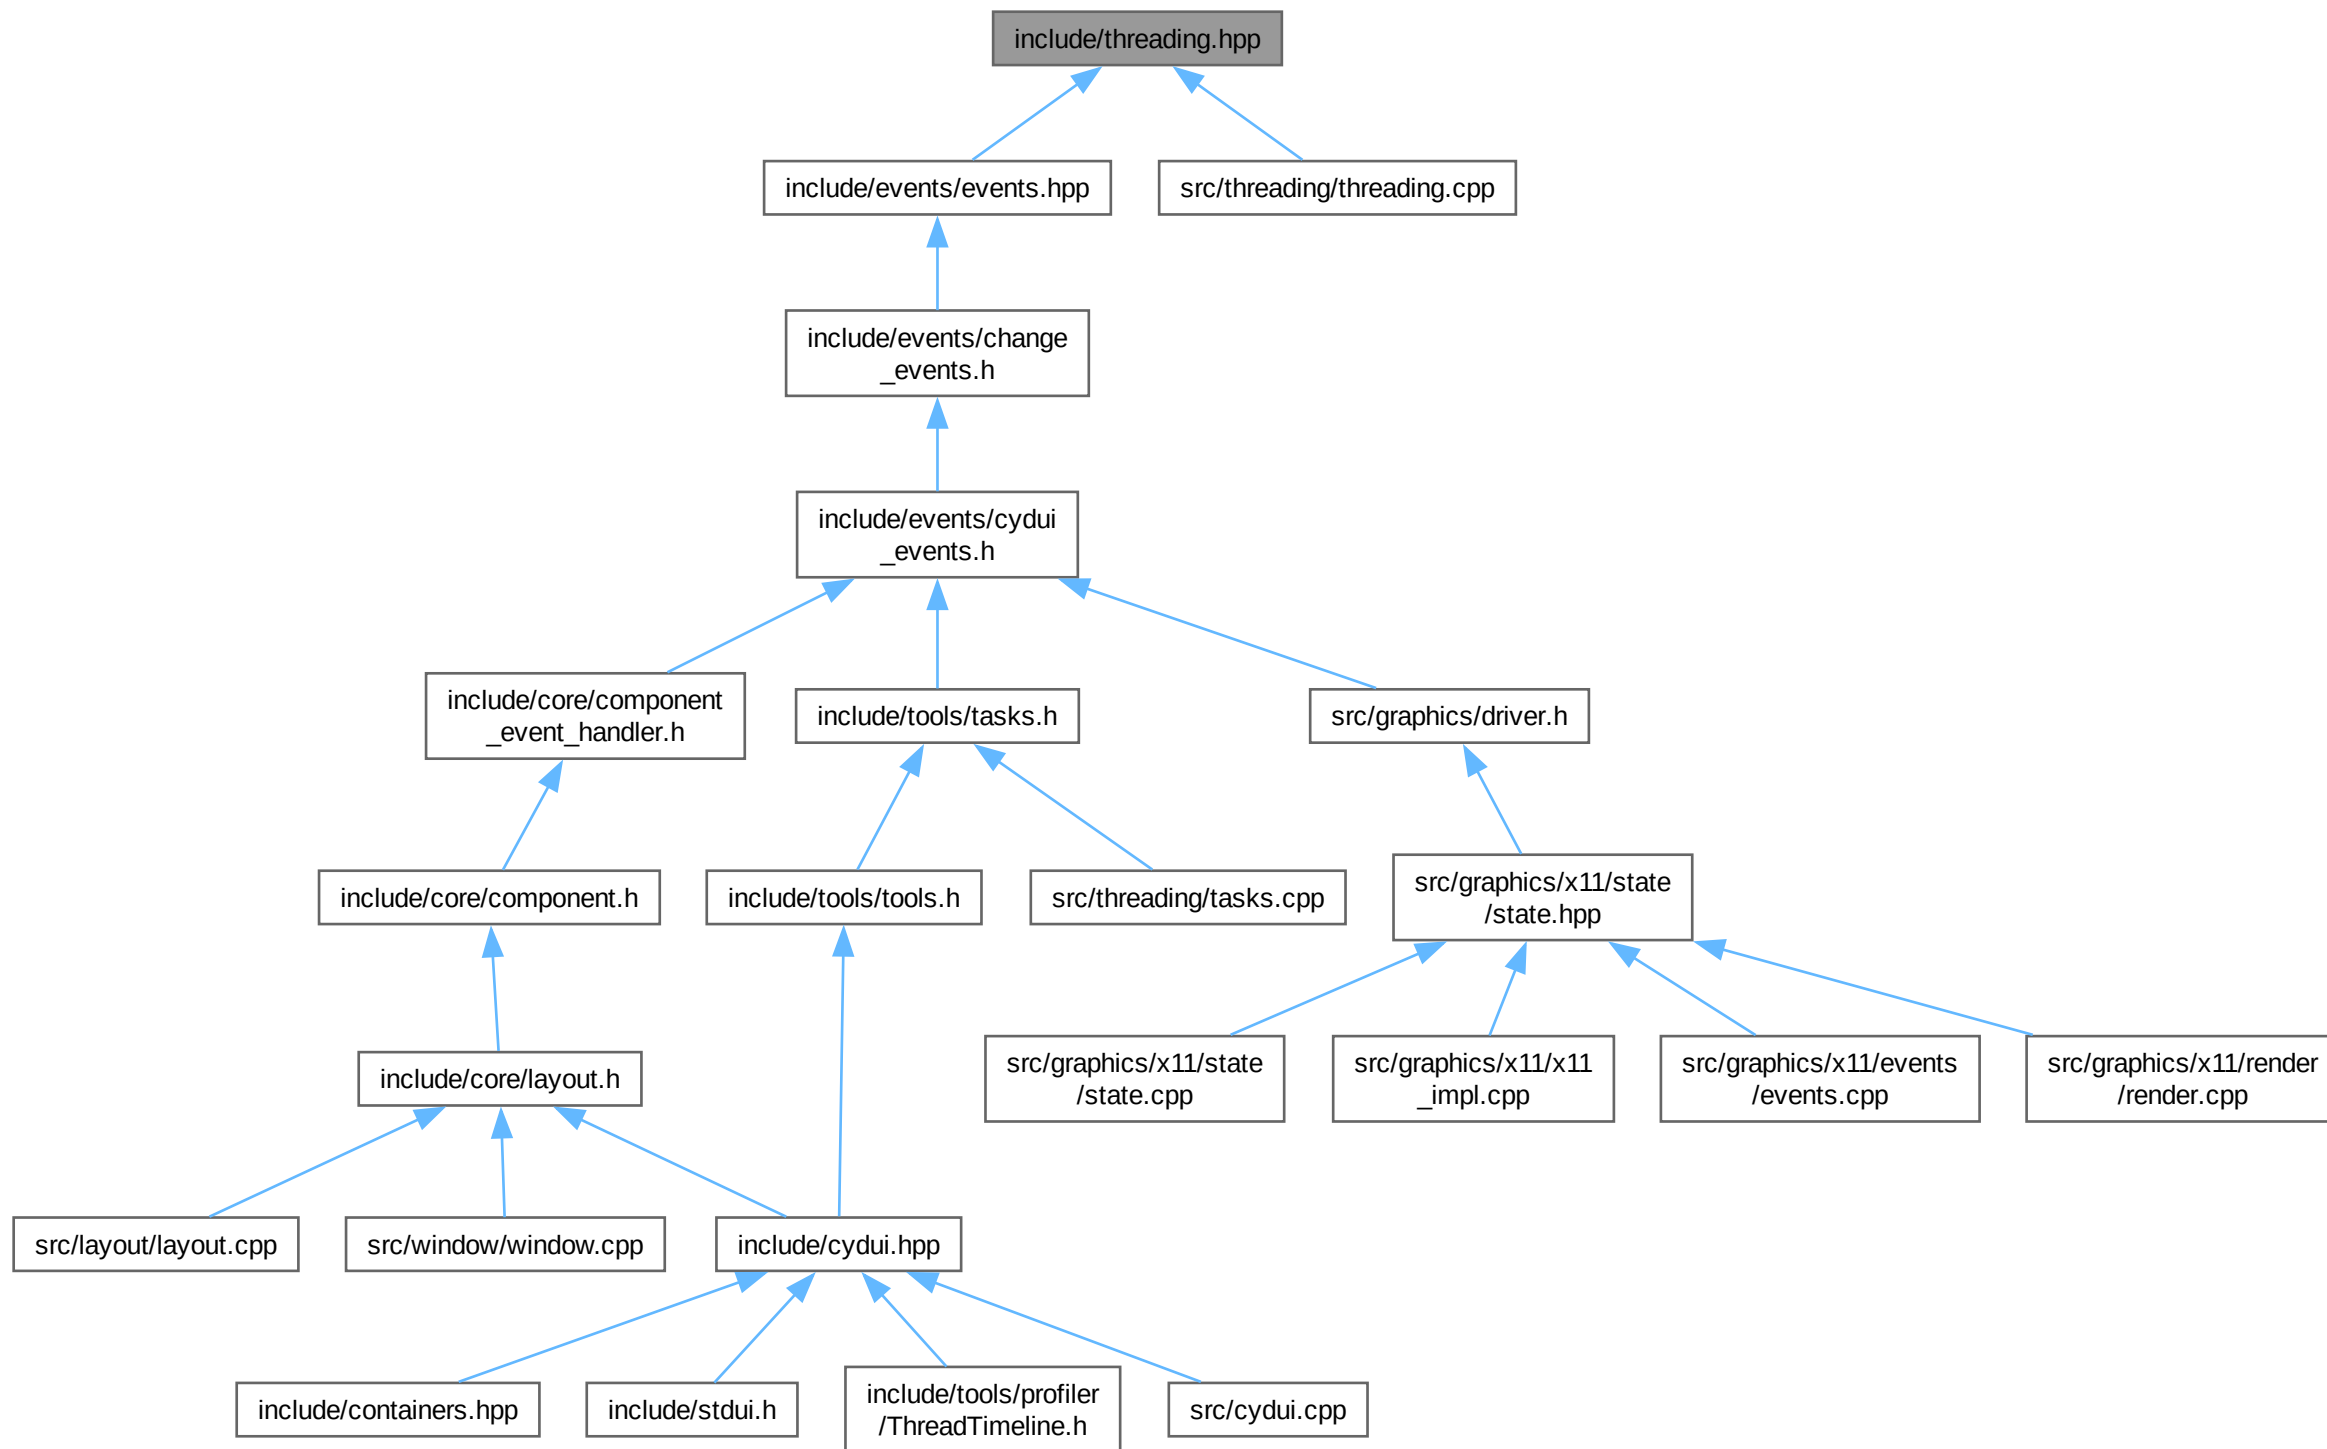 include/threading.hpp
include/events/events.hpp
src/threading/threading.cpp
include/events/change
_events.h
include/events/cydui
_events.h
include/core/component
_event_handler.h
include/tools/tasks.h
src/graphics/driver.h
include/core/component.h
include/tools/tools.h
src/threading/tasks.cpp
src/graphics/x11/state
/state.hpp
include/core/layout.h
src/graphics/x11/state
/state.cpp
src/graphics/x11/x11
_impl.cpp
src/graphics/x11/events
/events.cpp
src/graphics/x11/render
/render.cpp
src/layout/layout.cpp
src/window/window.cpp
include/cydui.hpp
include/containers.hpp
include/stdui.h
include/tools/profiler
/ThreadTimeline.h
src/cydui.cpp